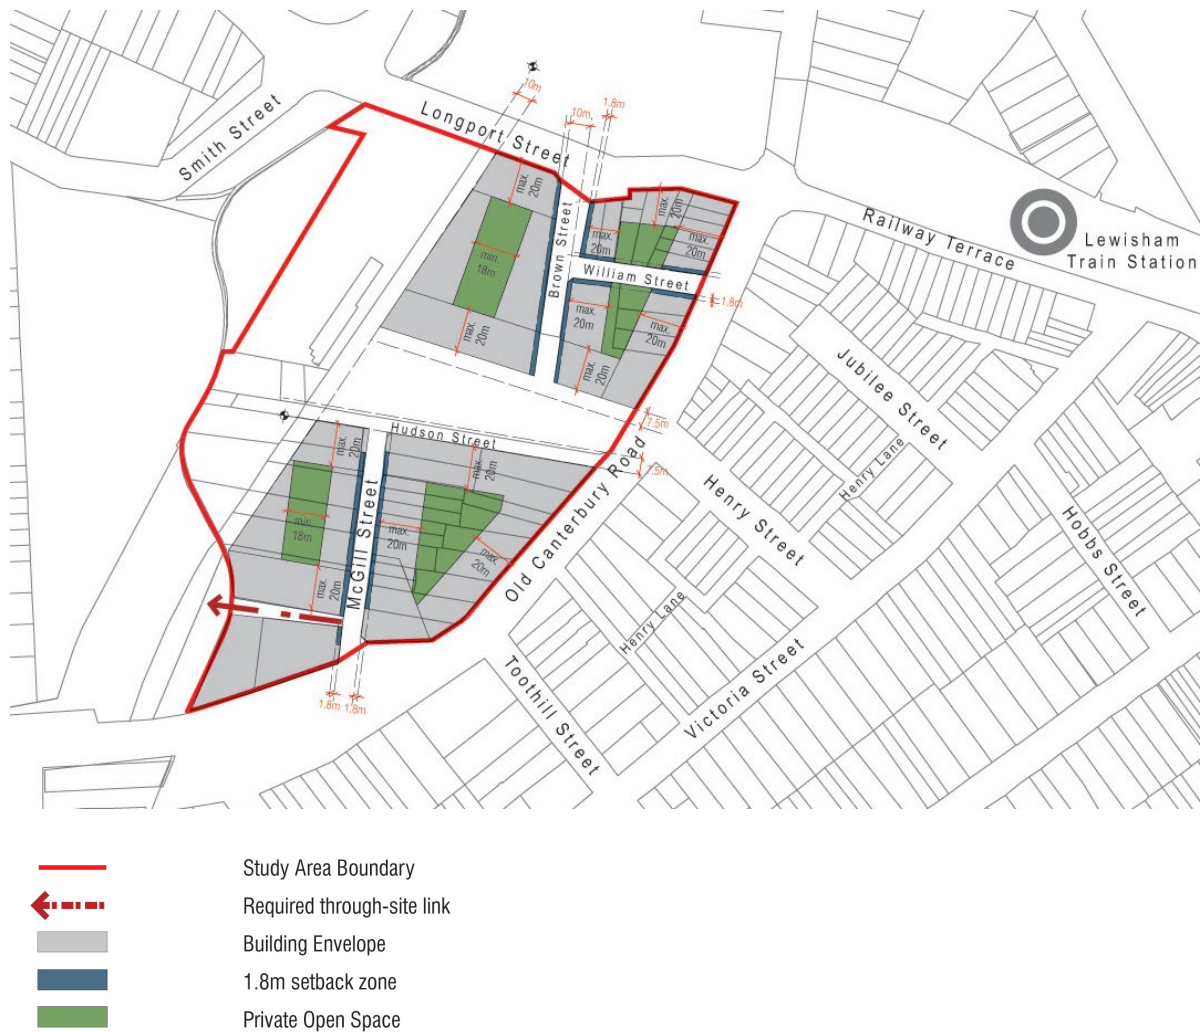 10m
1.8m
10m
Longport Street
Smith Street
max.
20m
max.
20m
Brown Street
max.
20m
max.
20m
Railway Terrace
Lewisham
Train Station
min.
18m
William Street
1.8m
max.
20m
max.
20m
max.
20m
max.
20m
Jubilee Street
7.5m
Hudson Street
max.
20m
max.
20m
7.5m
Henry Lane
Old Canterbury Road
Henry Street
McGill Street
min.
18m
max.
20m
max.
20m
Hobbs Street
max.
20m
Henry Lane
Toothill Street
Victoria Street
1.8m 1.8m
Study Area Boundary
Required through-site link
Building Envelope
1.8m setback zone
Private Open Space